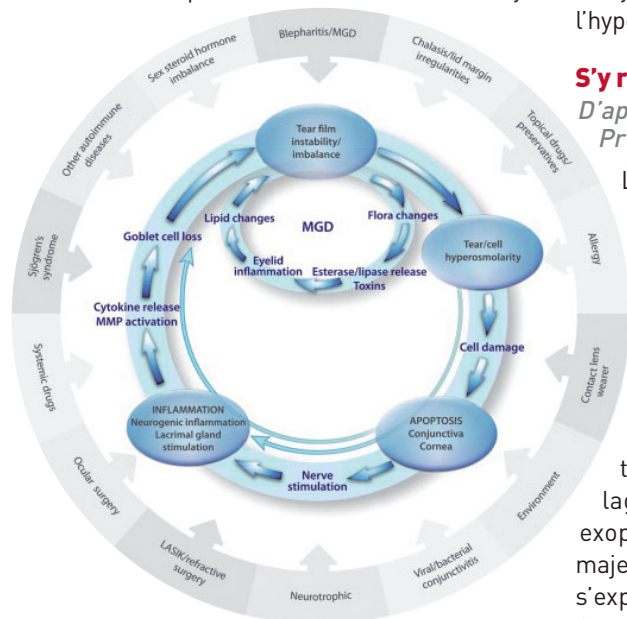 l'hype
S'y r
D'ap
Pr
L
t
lag
exop
maje
s'exp
Blepharitis/MGD
Chalasis/lid margin
irregularities
Topical drugs/
preservatives
Allergy
Contact lens
wearer
Environment
Viral/bacterial
conjunctivitis
Neurotrophic
LASIK/refractive
surgery
Ocular surgery
Systemic drugs
Sjögren's
syndrome
Other autoimmune
diseases
Sex steroid hormone
imbalance
Tear film
instability/
imbalance
Lipid changes
MGD
Flora changes
Goblet cell loss
Tear/cell
hyperosmolarity
Eyelid
inflammation
Esterase/lipase release
Toxins
Cytokine release
MMP activation
Cell damage
INFLAMMATION
Neurogenic inflammation
Lacrimal gland
stimulation
APOPTOSIS
Conjunctiva
Cornea
Nerve
stimulation